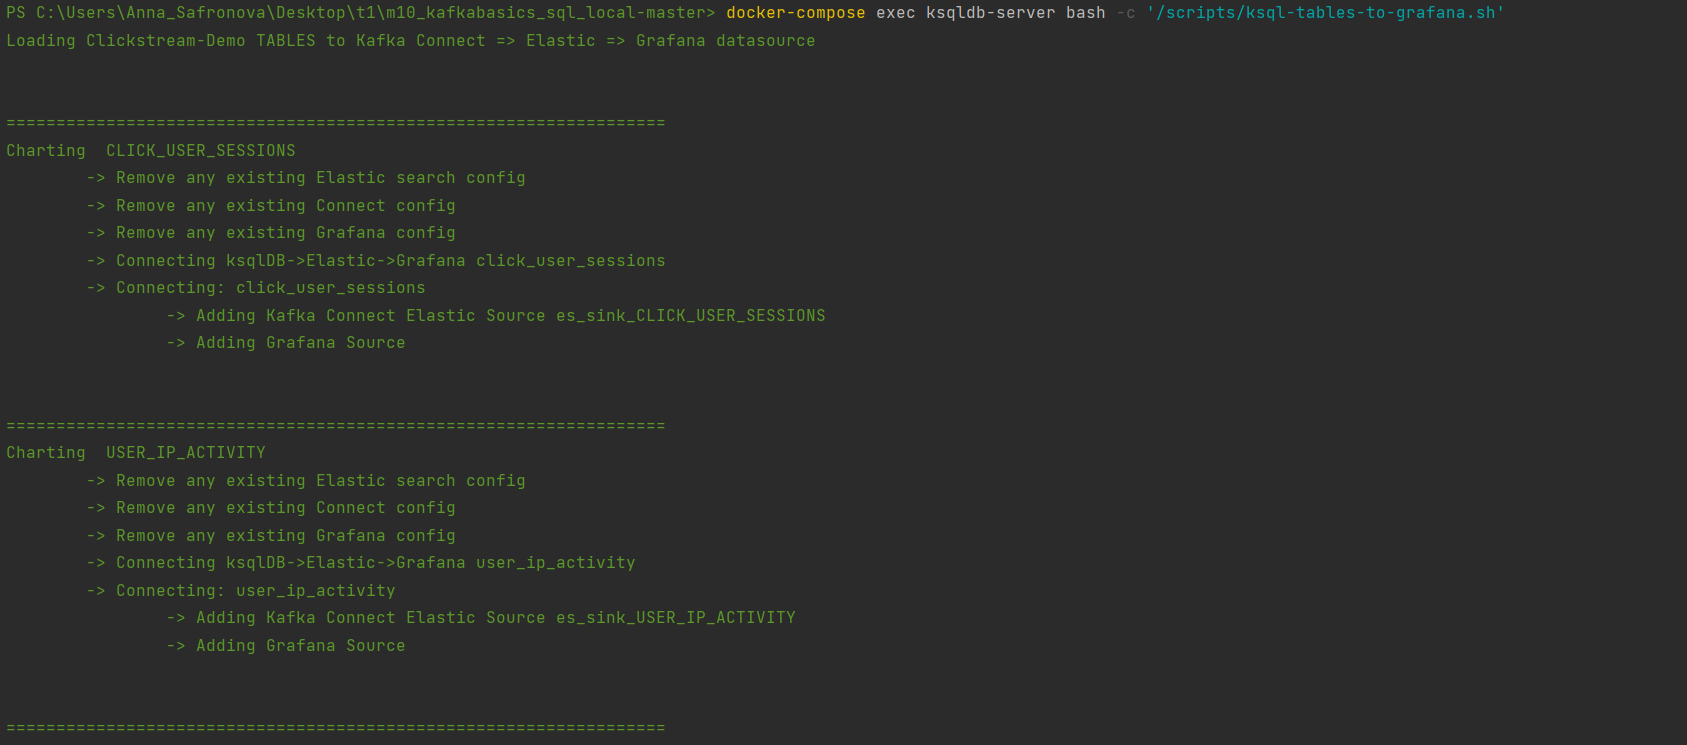 PS C:\Users\Anna_Safronova\Desktop\t1\m10_kafkabasics_sql_local-master> docker-compose exec ksqldb-server bash -c '/scripts/ksql-tables-to-grafana.sh'
Loading Clickstream-Demo TABLES to Kafka Connect => Elastic => Grafana datasource
==================================================================
Charting  CLICK_USER_SESSIONS
-> Remove any existing Elastic search config
-> Remove any existing Connect config
-> Remove any existing Grafana config
-> Connecting ksqlDB->Elastic->Grafana click_user_sessions
-> Connecting: click_user_sessions
-> Adding Kafka Connect Elastic Source es_sink_CLICK_USER_SESSIONS
-> Adding Grafana Source
==================================================================
Charting  USER_IP_ACTIVITY
-> Remove any existing Elastic search config
-> Remove any existing Connect config
-> Remove any existing Grafana config
-> Connecting ksqlDB->Elastic->Grafana user_ip_activity
-> Connecting: user_ip_activity
-> Adding Kafka Connect Elastic Source es_sink_USER_IP_ACTIVITY
-> Adding Grafana Source
==================================================================